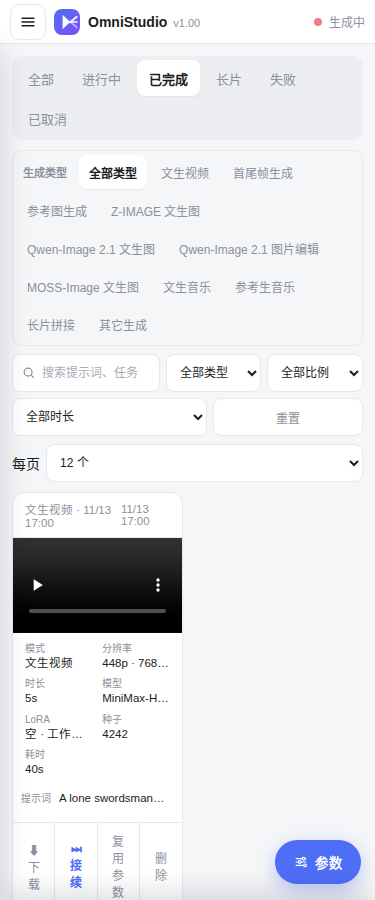 OmniStudio v1.00
生成中
全部 进行中 已完成 长片 失败
已取消
生成类型 全部类型 文生视频 首尾帧生成
参考图生成 Z-IMAGE 文生图
Qwen-Image 2.1 文生图 Qwen-Image 2.1 图片编辑
MOSS-Image 文生图 文生音乐 参考生音乐
长片拼接 其它生成
搜索提示词、任务 全部类型 全部比例
全部时长 重置
每页 12 个
文生视频 · 11/13
17:00
11/13
17:00
模式 分辨率
文生视频 448p · 768…
时长 模型
5s MiniMax-H…
LoRA 种子
空 · 工作… 4242
耗时
40s
提示词 A lone swordsman…
下
载
接
续
复
用
参
数
删
除
参数